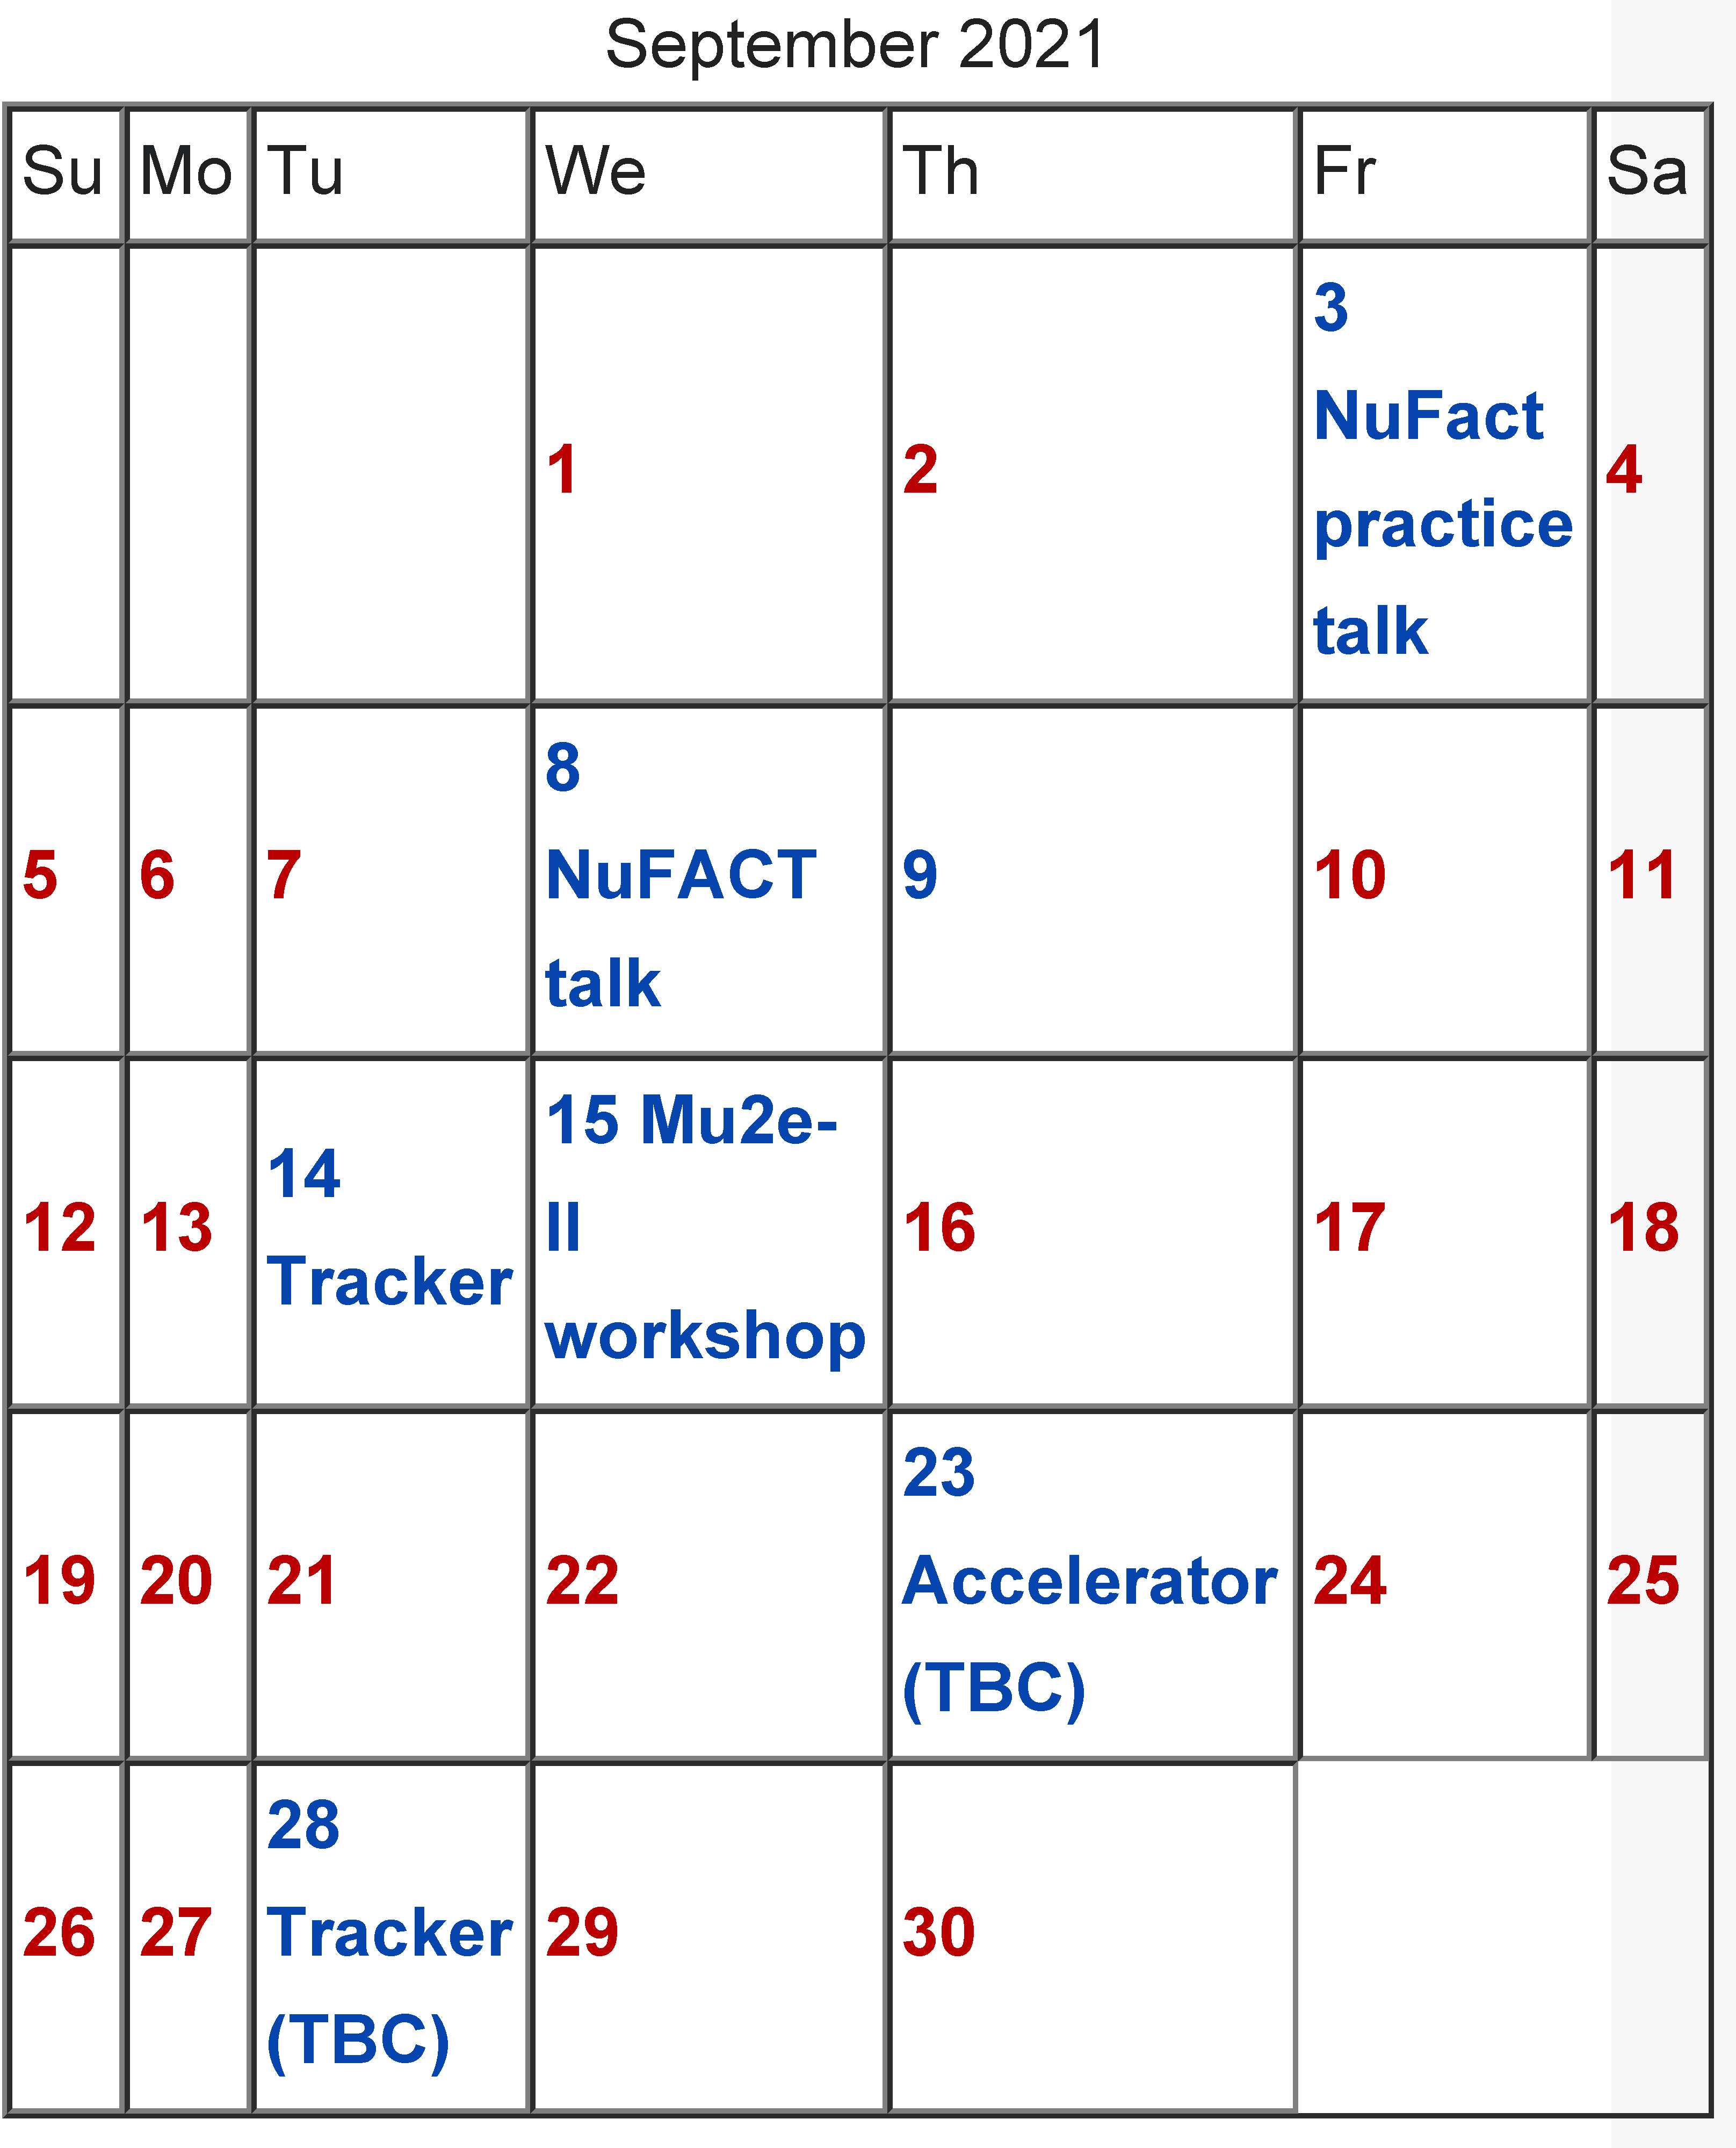 September 2021
Su Mo Tu We Th Fr Sa
1
2
3
NuFact
practice
talk
4
5
6
7
8
NuFACT
talk
9
10
11
12
13
14
Tracker
15 Mu2e-
II
workshop
16
17
18
19
20
21
22
23
Accelerator
(TBC)
24
25
26
27
28
Tracker
(TBC)
29
30